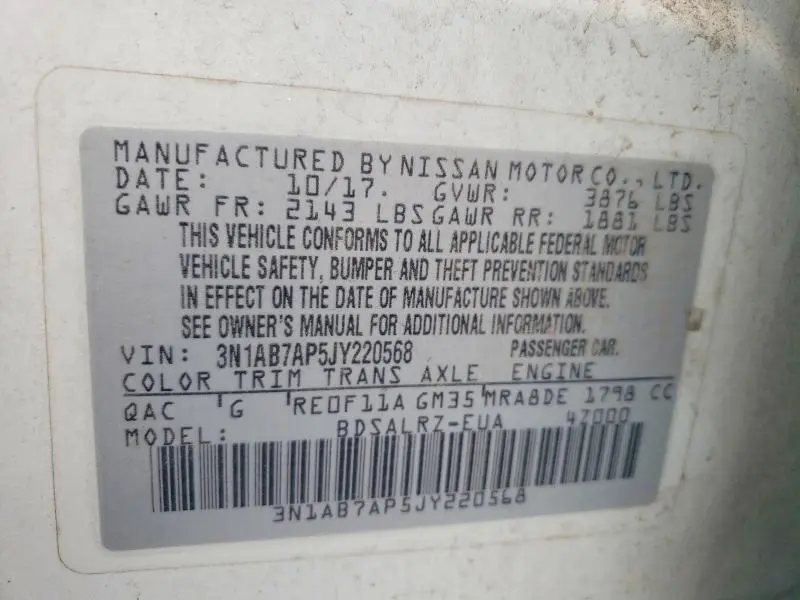 MANUFACTURED BY NISSAN MOTOR CO., LTD.
DATE: 10/17. GVWR: 3876 LBS
GAWR FR: 2143 LBS GAWR RR: 1881 LBS
THIS VEHICLE CONFORMS TO ALL APPLICABLE FEDERAL MOTOR
VEHICLE SAFETY, BUMPER AND THEFT PREVENTION STANDARDS
IN EFFECT ON THE DATE OF MANUFACTURE SHOWN ABOVE.
SEE OWNER'S MANUAL FOR ADDITIONAL INFORMATION.
VIN: 3N1AB7AP5JY220568 PASSENGER CAR.
COLOR TRIM TRANS AXLE ENGINE
QAC G RE0F11A GM35 MRA8DE 1798 CC
MODEL: BDSALRZ-EUA 47000
3N1AB7AP5JY220568